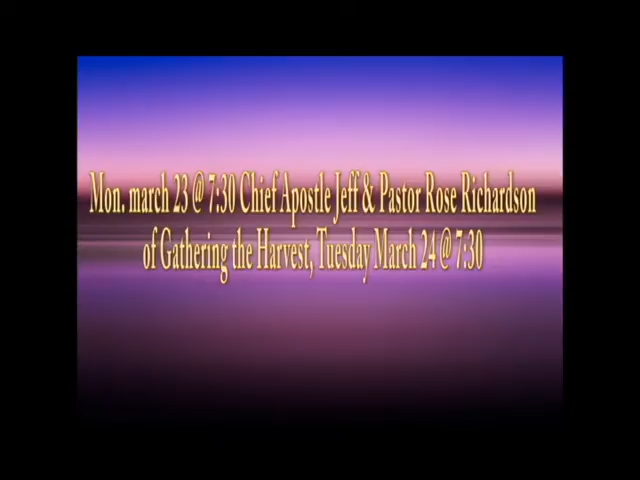 Mon. march 23 @ 7:30 Chief Apostle Jeff & Pastor Rose Richardson
of Gathering the Harvest, Tuesday March 24 @ 7:30